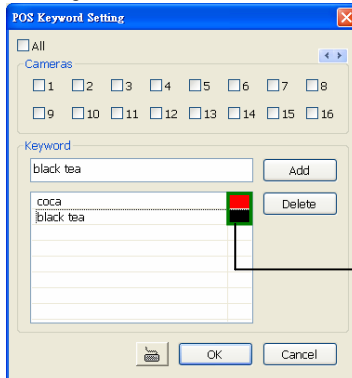 POS Keyword Setting
All
Cameras
1 2 3 4 5 6 7 8
9 10 11 12 13 14 15 16
Keyword
black tea
Add
coca
Delete
black tea
OK
Cancel